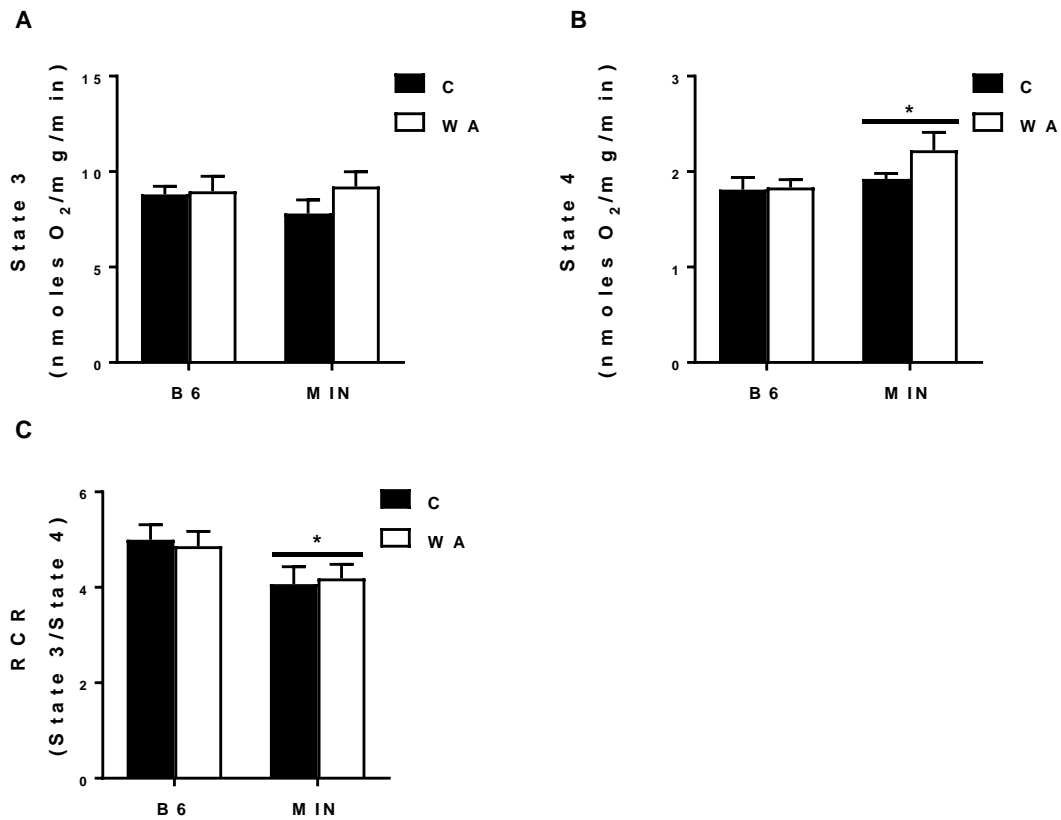 A
State 3
(nmoles O2/mg/min)
15
10
5
0
B6
MIN
C
WA
B
State 4
(nmoles O2/mg/min)
3
2
1
0
*
B6
MIN
C
WA
C
RCR
(State 3/State 4)
6
4
2
0
*
B6
MIN
C
WA